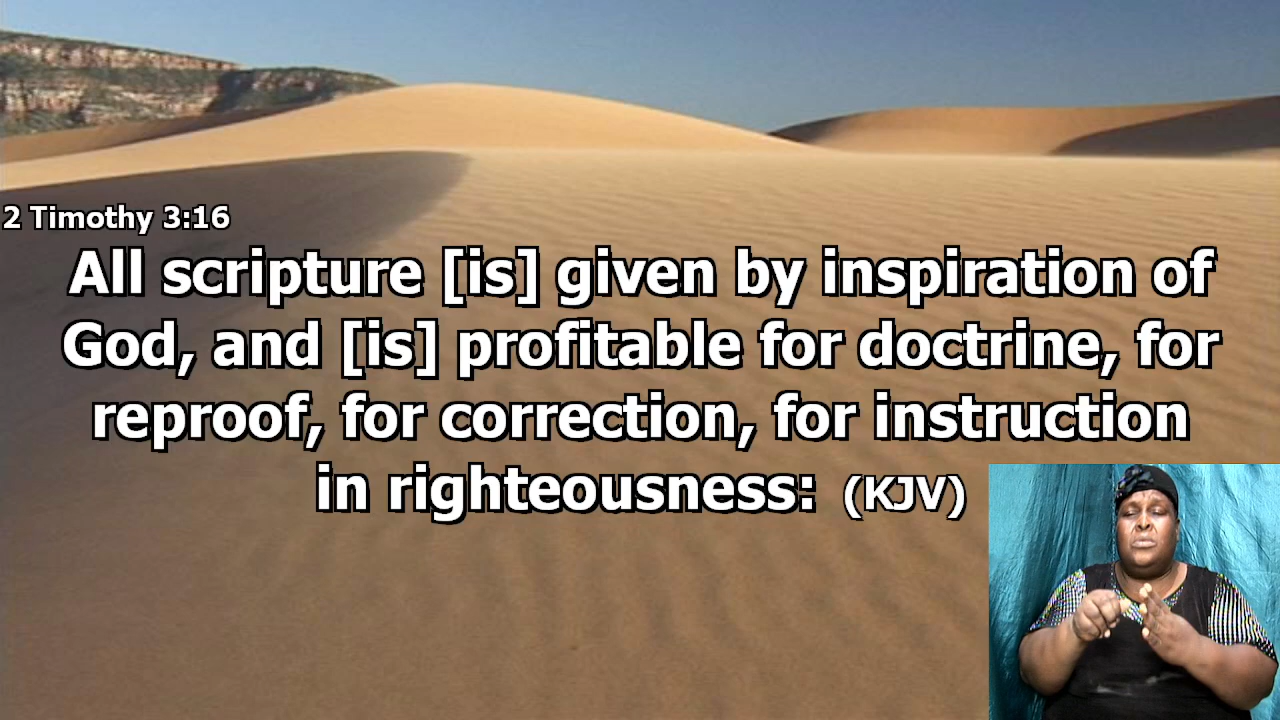 2 Timothy 3:16
All scripture [is] given by inspiration of
God, and [is] profitable for doctrine, for
reproof, for correction, for instruction
in righteousness: (KJV)